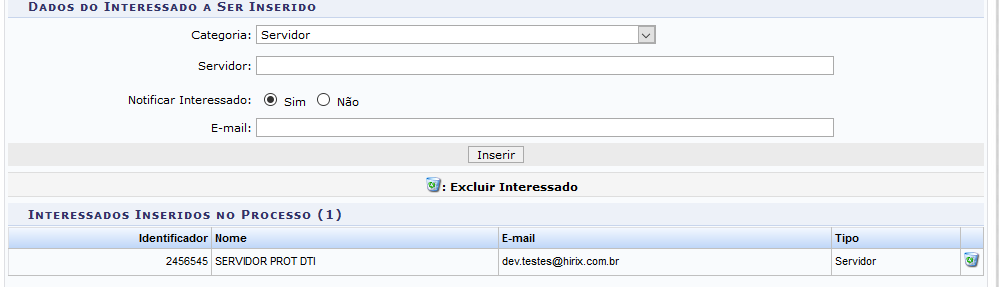 DADOS DO INTERESSADO A SER INSERIDO
Categoria: Servidor
Servidor:
Notificar Interessado: Sim Não
E-mail:
Inserir
: Excluir Interessado
INTERESSADOS INSERIDOS NO PROCESSO (1)
Identificador Nome E-mail Tipo
2456545 SERVIDOR PROT DTI dev.testes@hirix.com.br Servidor